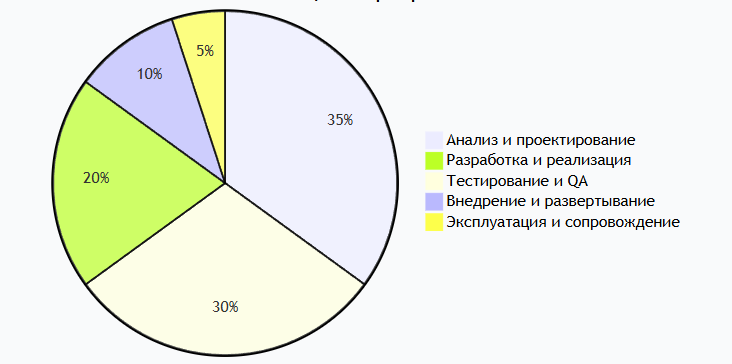 5%
10%
35%
20%
30%
Анализ и проектирование
Разработка и реализация
Тестирование и QA
Внедрение и развертывание
Эксплуатация и сопровождение